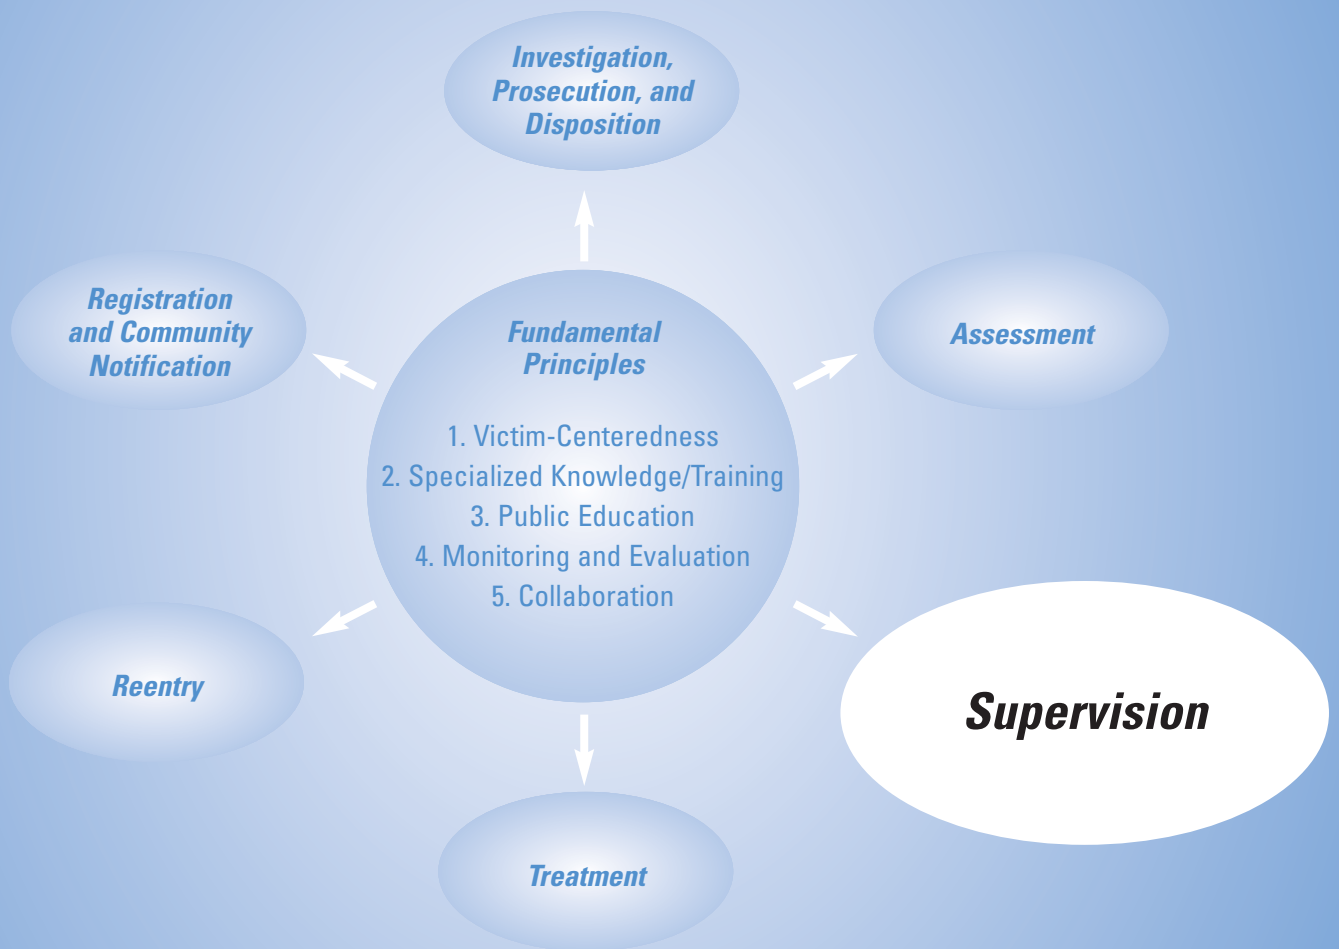 Investigation,
Prosecution, and
Disposition
Registration
and Community
Notification
Fundamental
Principles
Assessment
1. Victim-Centeredness
2. Specialized Knowledge/Training
3. Public Education
4. Monitoring and Evaluation
5. Collaboration
Reentry
Supervision
Treatment